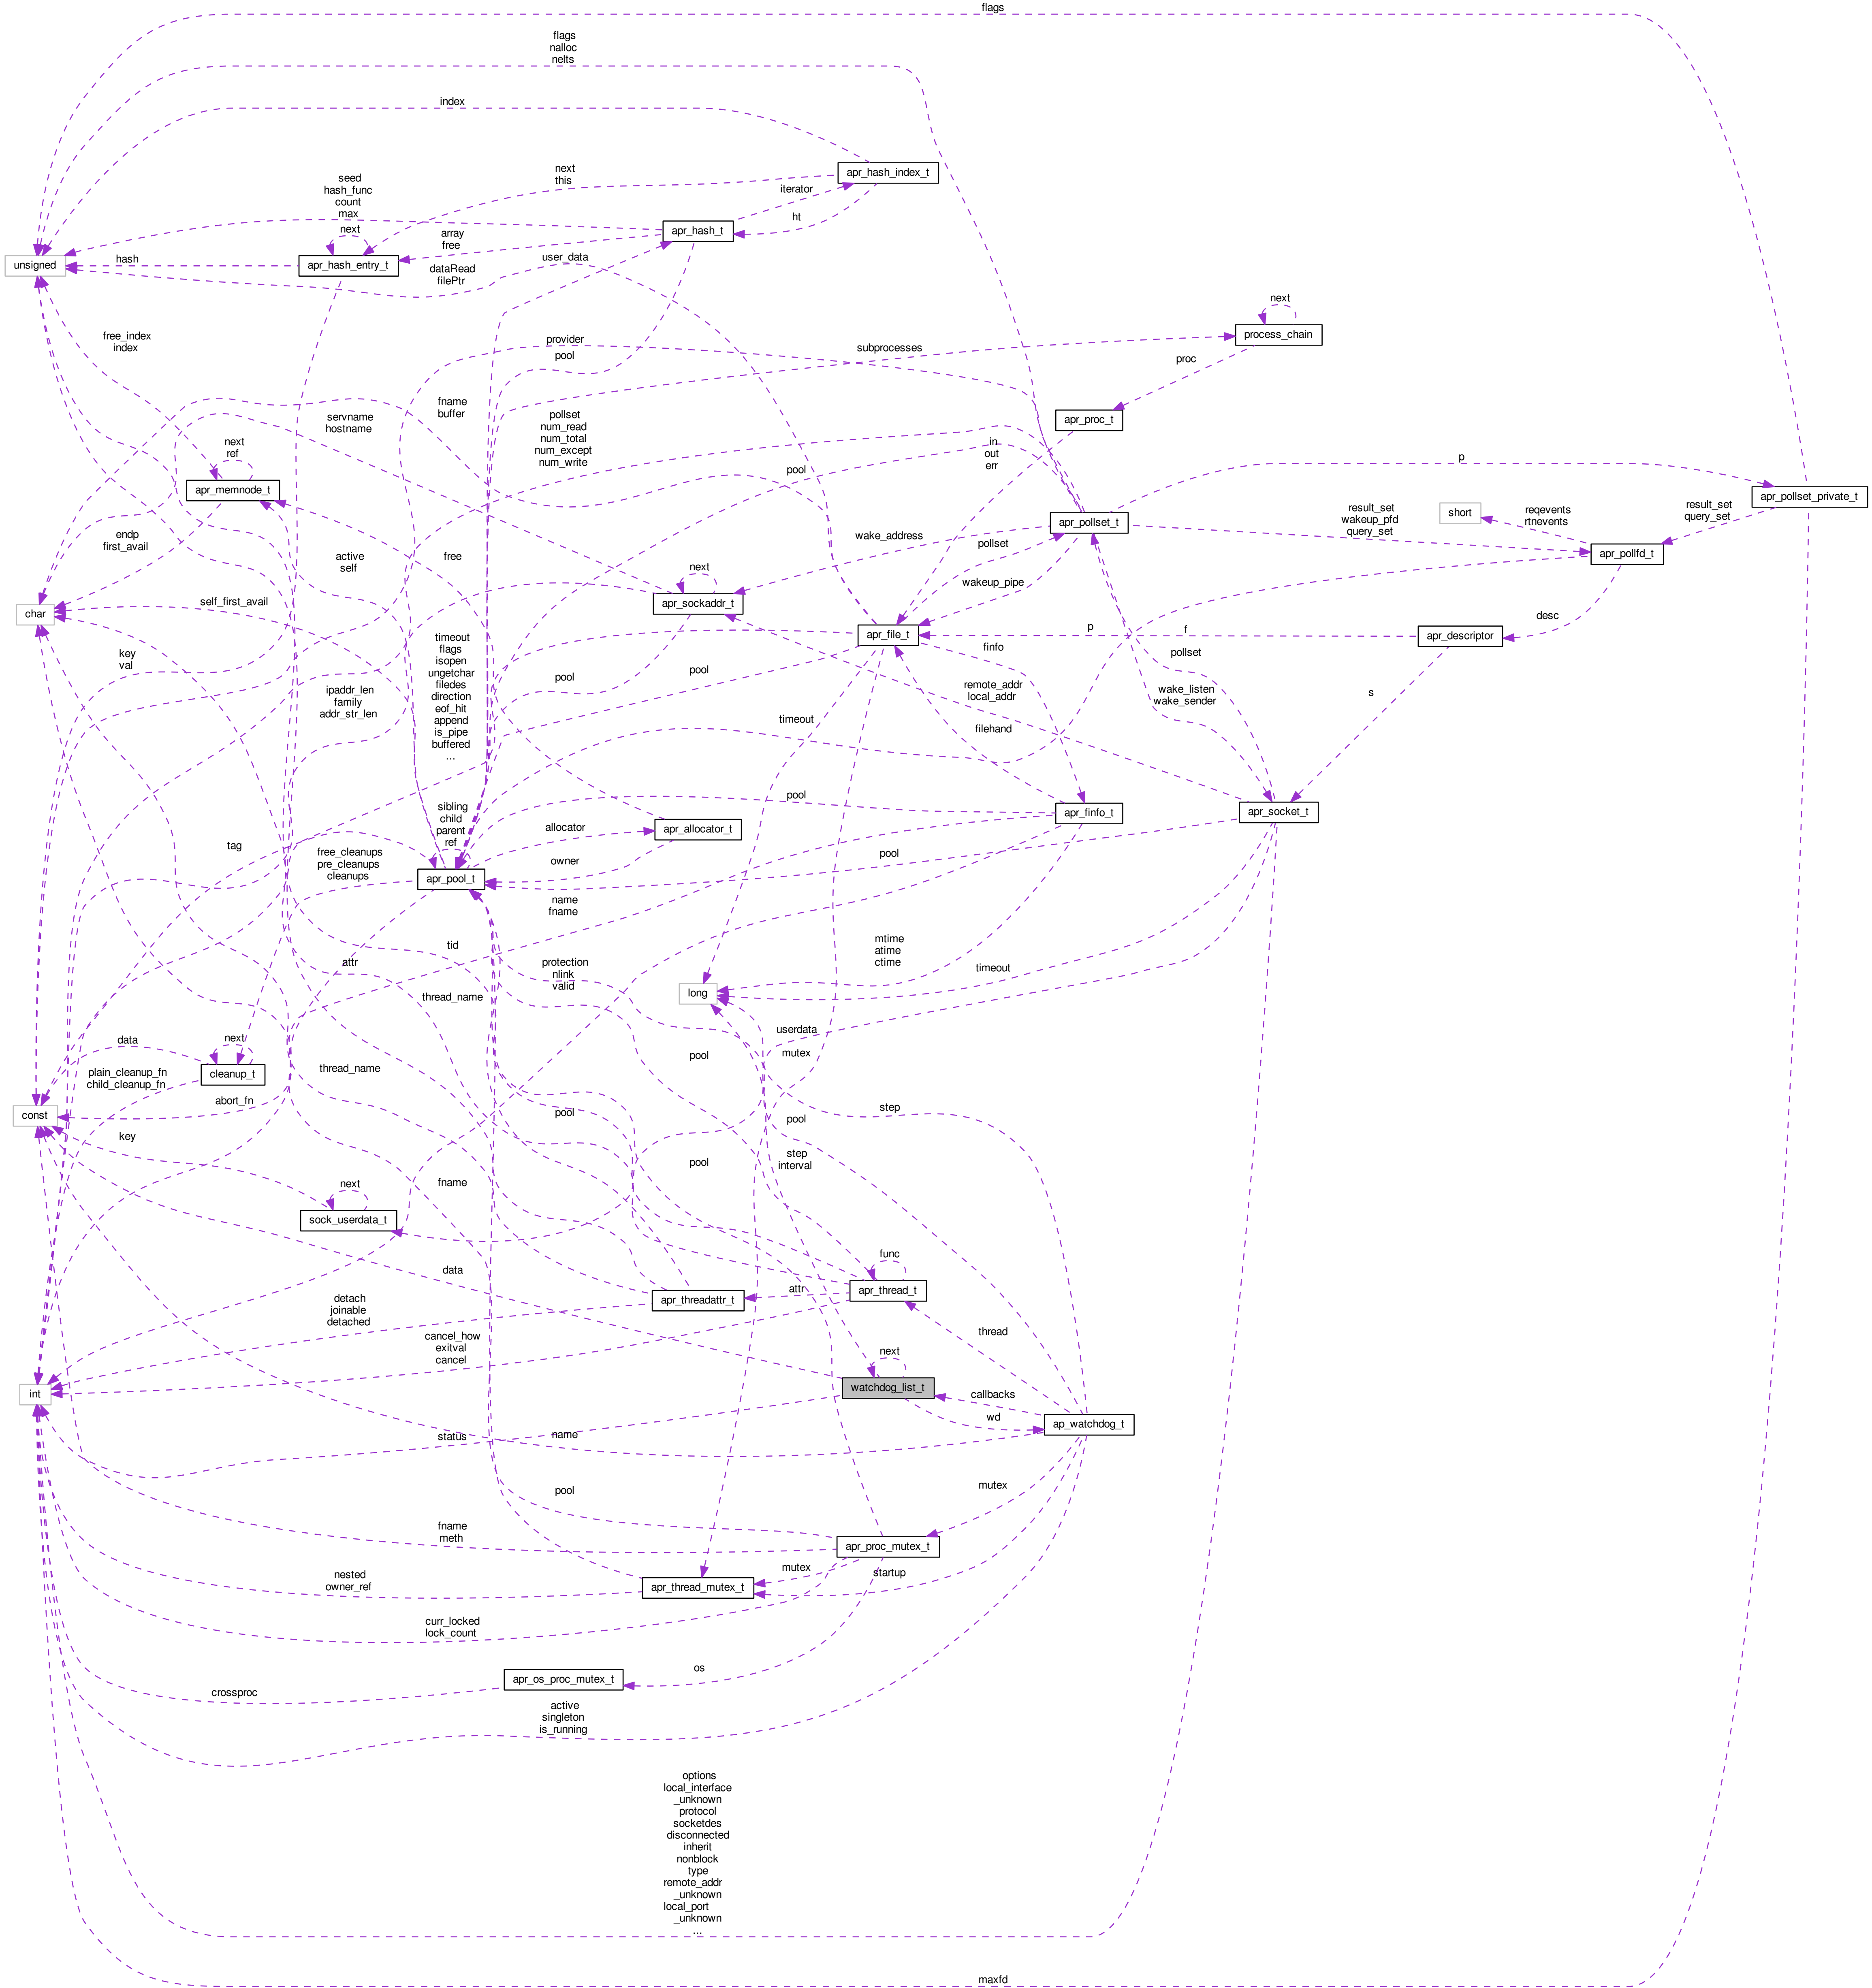 flags
flags
nalloc
nelts
index
apr_hash_index_t
next
this
iterator
seed
hash_func
count
max
ht
apr_hash_t
next
array
free
unsigned
hash
apr_hash_entry_t
user_data
dataRead
filePtr
next
process_chain
free_index
index
provider
pool
subprocesses
proc
fname
buffer
servname
hostname
pollset
num_read
num_total
num_except
num_write
apr_proc_t
next
ref
in
out
err
pool
p
apr_memnode_t
apr_pollset_private_t
short
reqevents
rtnevents
result_set
query_set
result_set
wakeup_pfd
query_set
apr_pollset_t
endp
first_avail
wake_address
pollset
apr_pollfd_t
active
self
free
next
wakeup_pipe
char
self_first_avail
apr_sockaddr_t
desc
p
f
apr_file_t
apr_descriptor
timeout
flags
isopen
ungetchar
filedes
direction
eof_hit
append
is_pipe
buffered
...
key
val
finfo
pollset
pool
pool
ipaddr_len
family
addr_str_len
remote_addr
local_addr
wake_listen
wake_sender
s
timeout
filehand
pool
sibling
child
parent
ref
apr_finfo_t
apr_socket_t
allocator
apr_allocator_t
tag
free_cleanups
pre_cleanups
cleanups
owner
pool
apr_pool_t
name
fname
tid
mtime
atime
ctime
attr
protection
nlink
valid
timeout
long
thread_name
next
data
userdata
mutex
cleanup_t
plain_cleanup_fn
child_cleanup_fn
thread_name
pool
abort_fn
const
pool
step
key
pool
step
interval
pool
next
fname
sock_userdata_t
func
data
attr
apr_thread_t
apr_threadattr_t
detach
joinable
detached
cancel_how
exitval
cancel
thread
next
int
watchdog_list_t
callbacks
wd
ap_watchdog_t
status
name
mutex
pool
fname
meth
apr_proc_mutex_t
mutex
startup
nested
owner_ref
apr_thread_mutex_t
curr_locked
lock_count
os
apr_os_proc_mutex_t
crossproc
active
singleton
is_running
options
local_interface
_unknown
protocol
socketdes
disconnected
inherit
nonblock
type
remote_addr
_unknown
local_port
_unknown
...
maxfd